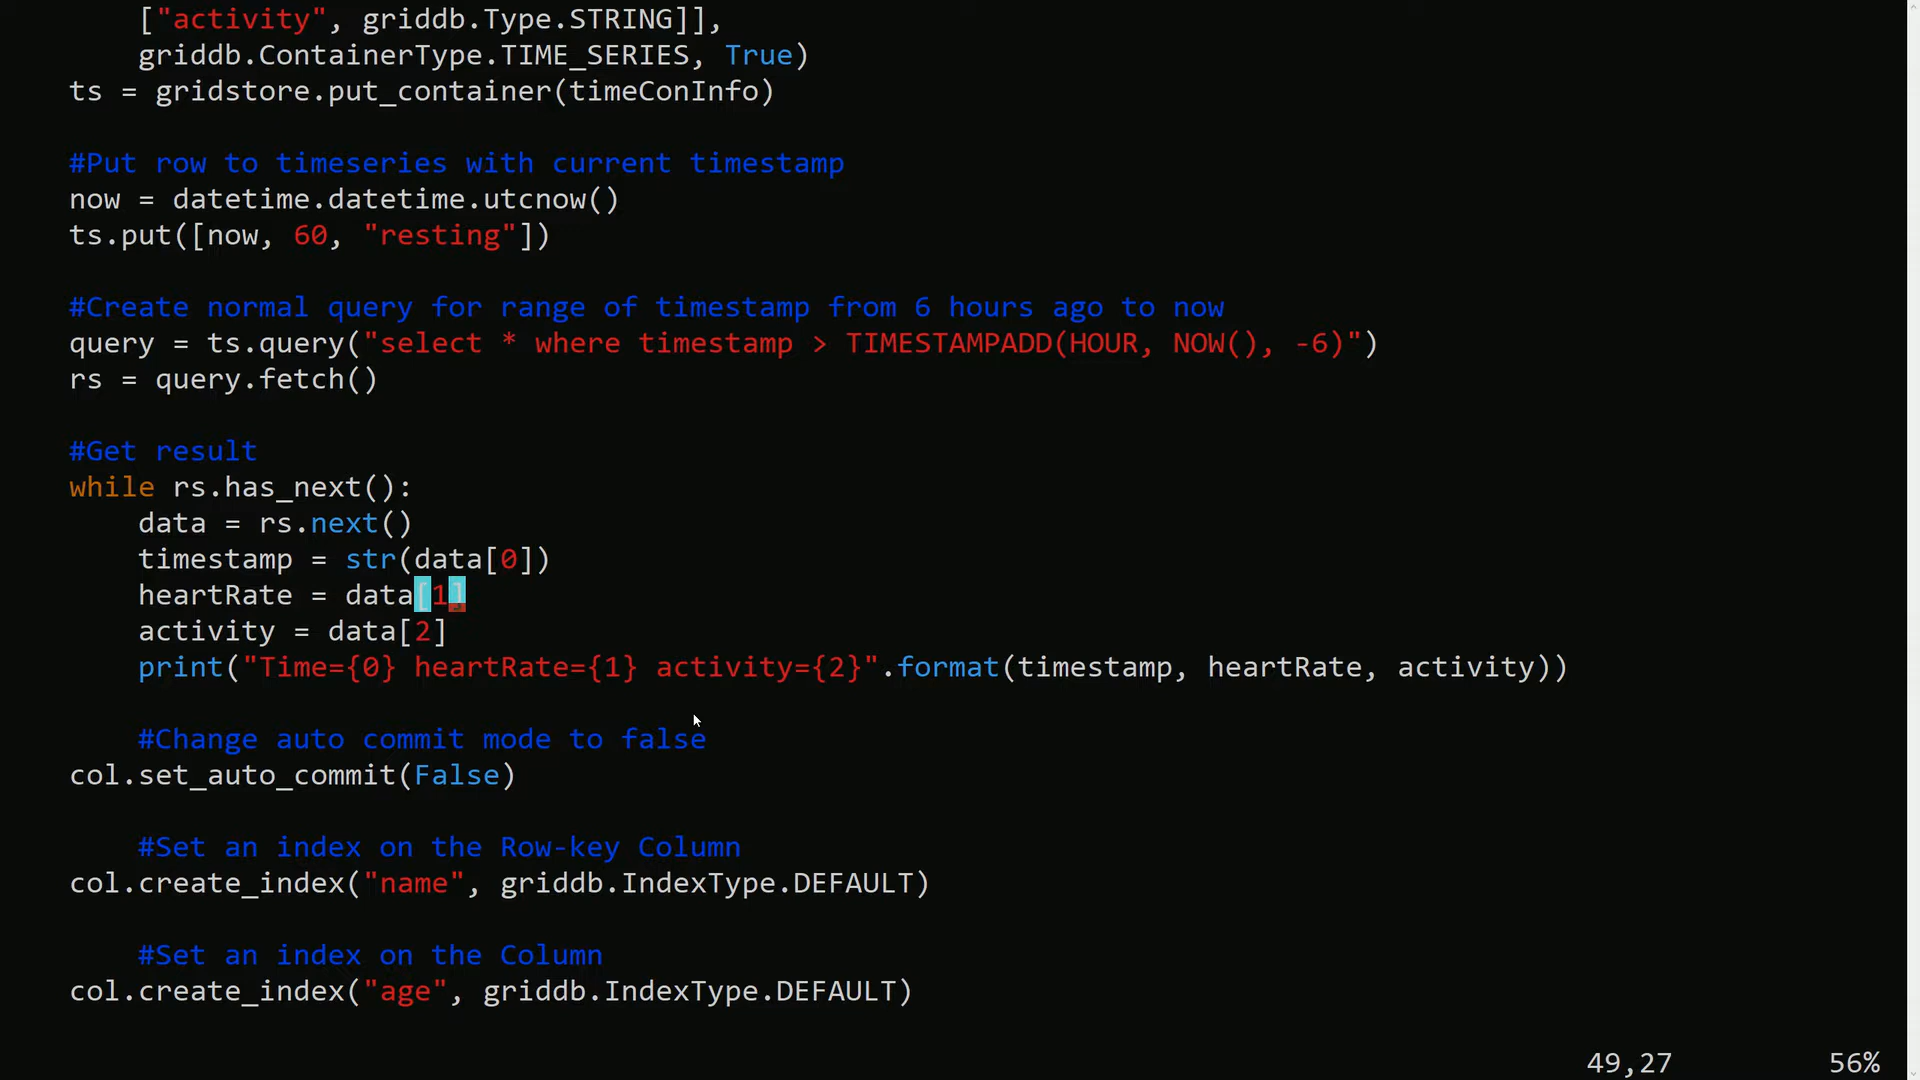 ["activity", griddb.Type.STRING]],
griddb.ContainerType.TIME_SERIES, True)
ts = gridstore.put_container(timeConInfo)
#Put row to timeseries with current timestamp
now = datetime.datetime.utcnow()
ts.put([now, 60, "resting"])
#Create normal query for range of timestamp from 6 hours ago to now
query = ts.query("select * where timestamp > TIMESTAMPADD(HOUR, NOW(), -6)")
rs = query.fetch()
#Get result
while rs.has_next():
data = rs.next()
timestamp = str(data[0])
heartRate = data[1]
activity = data[2]
print("Time={0} heartRate={1} activity={2}".format(timestamp, heartRate, activity))
#Change auto commit mode to false
col.set_auto_commit(False)
#Set an index on the Row-key Column
col.create_index("name", griddb.IndexType.DEFAULT)
#Set an index on the Column
col.create_index("age", griddb.IndexType.DEFAULT)
49,27 56%